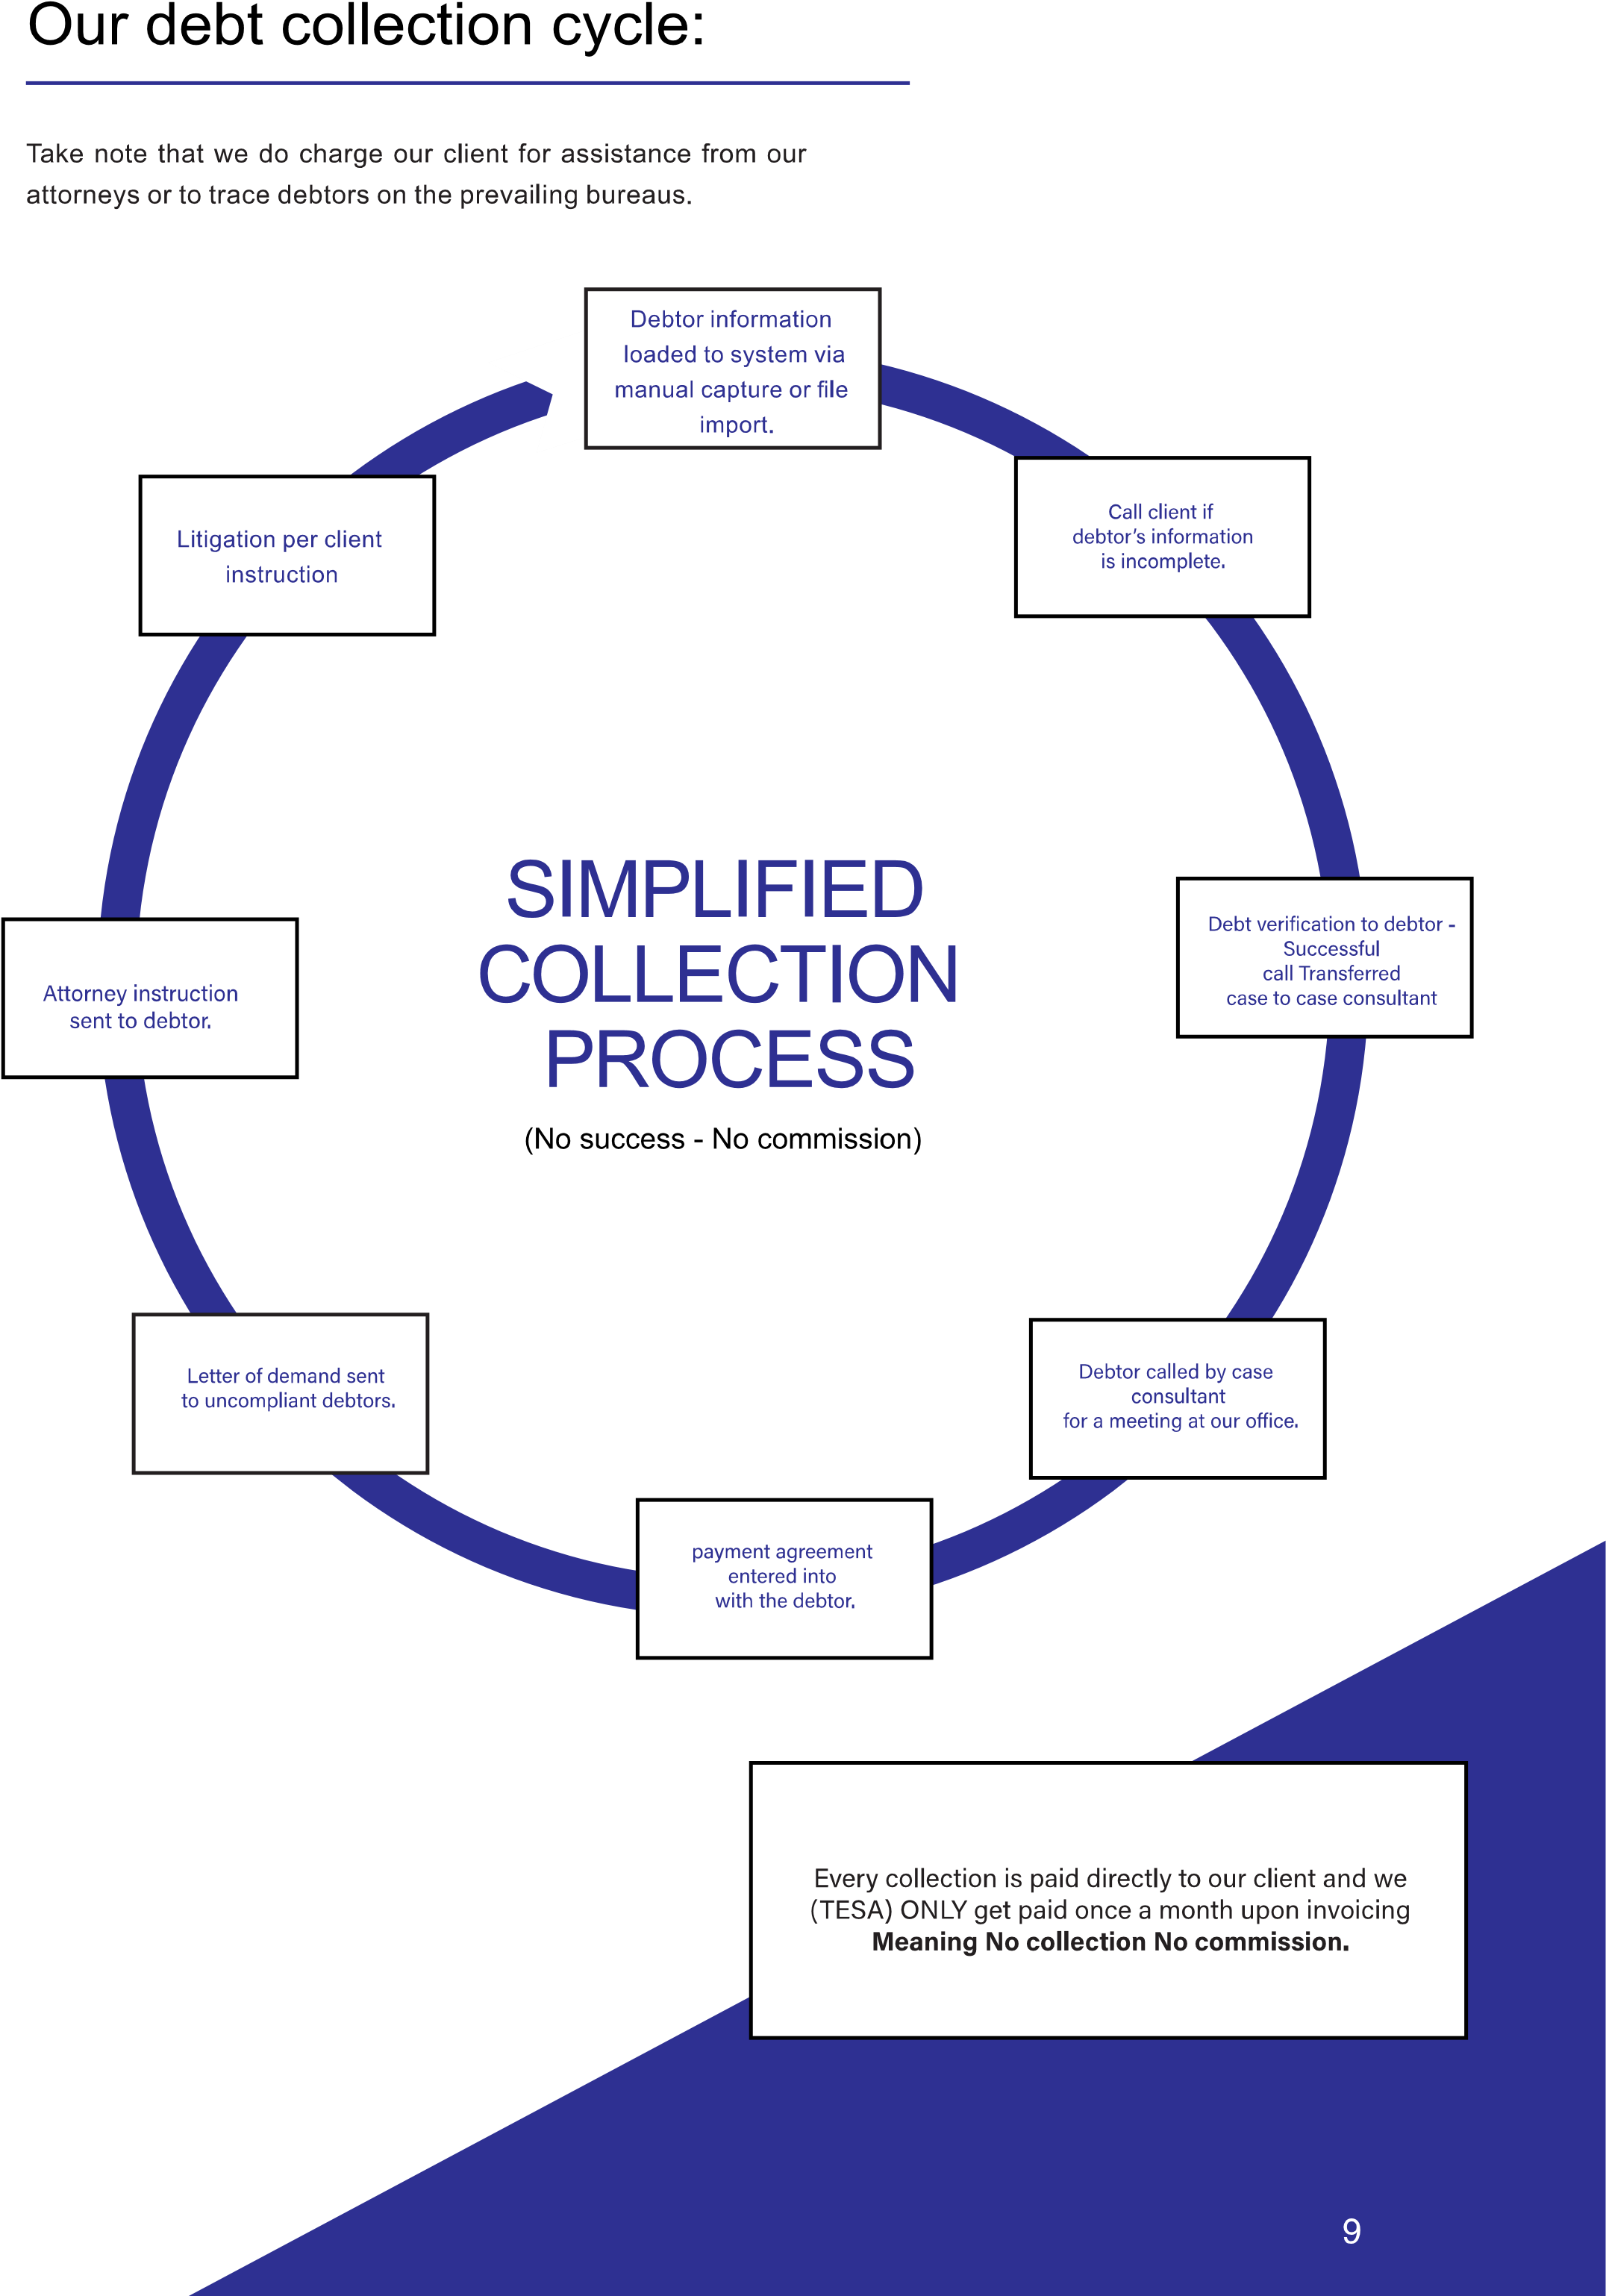 Our debt collection cycle:
Take note that we do charge our client for assistance from our
attorneys or to trace debtors on the prevailing bureaus.
Debtor information
loaded to system via
manual capture or file
import.
Call client if
debtor’s information
is incomplete.
Debt verification to debtor -
Successful
call Transferred
case to case consultant
Debtor called by case
consultant
for a meeting at our office.
payment agreement
entered into
with the debtor.
Letter of demand sent
to uncompliant debtors.
Attorney instruction
sent to debtor.
Litigation per client
instruction
SIMPLIFIED
COLLECTION
PROCESS
(No success - No commission)
Every collection is paid directly to our client and we
(TESA) ONLY get paid once a month upon invoicing
Meaning No collection No commission.
9